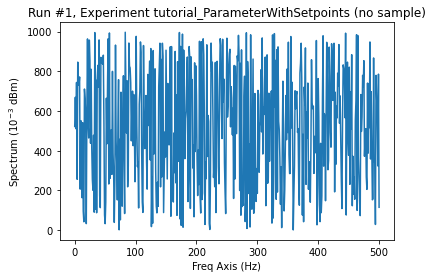 Run #1, Experiment tutorial_ParameterWithSetpoints (no sample)
1000
800
600
400
200
0
Spectrum (10⁻³ dBm)
0 100 200 300 400 500
Freq Axis (Hz)